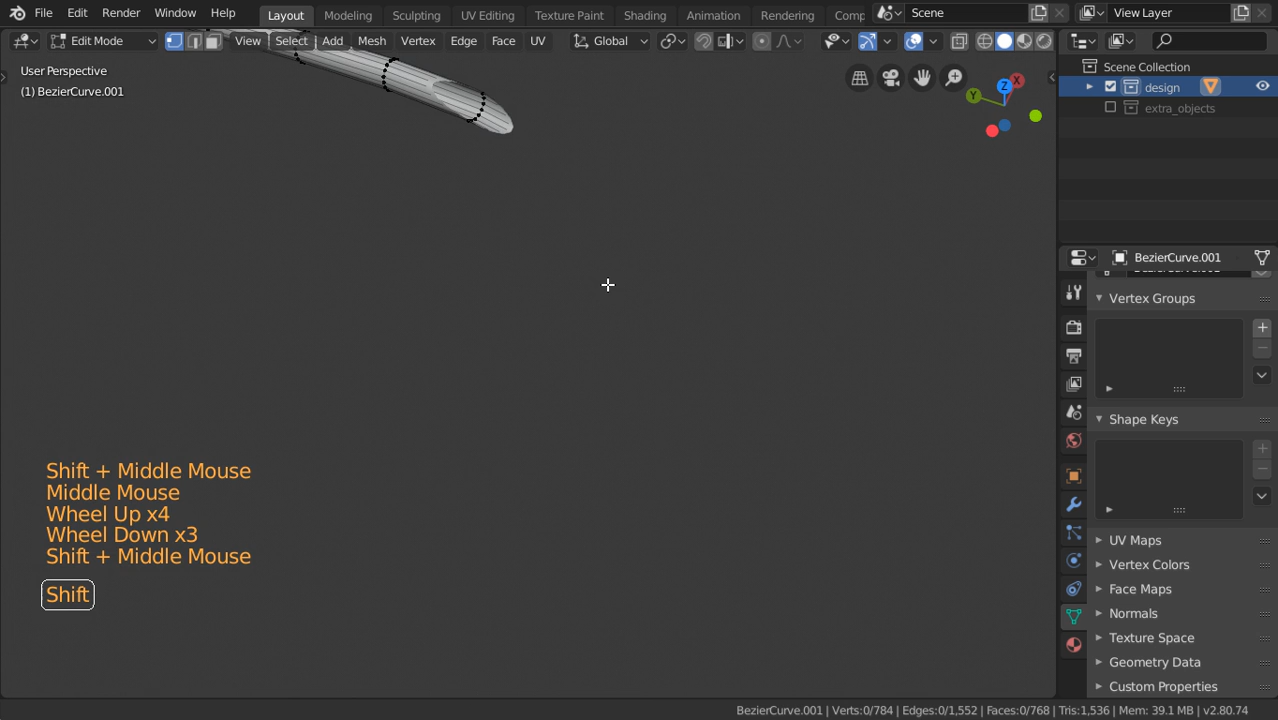 File Edit Render Window Help Layout Modeling Sculpting UV Editing Texture Paint Shading Animation Rendering Comp Scene View Layer
Edit Mode View Select Add Mesh Vertex Edge Face UV Global
User Perspective
(1) BezierCurve.001
Z
X
Y
Scene Collection
design
extra_objects
BezierCurve.001
Vertex Groups
Shape Keys
UV Maps
Vertex Colors
Face Maps
Normals
Texture Space
Geometry Data
Custom Properties
Shift + Middle Mouse
Middle Mouse
Wheel Up x4
Wheel Down x3
Shift + Middle Mouse
Shift
BezierCurve.001 | Verts:0/784 | Edges:0/1,552 | Faces:0/768 | Tris:1,536 | Mem: 39.1 MB | v2.80.74